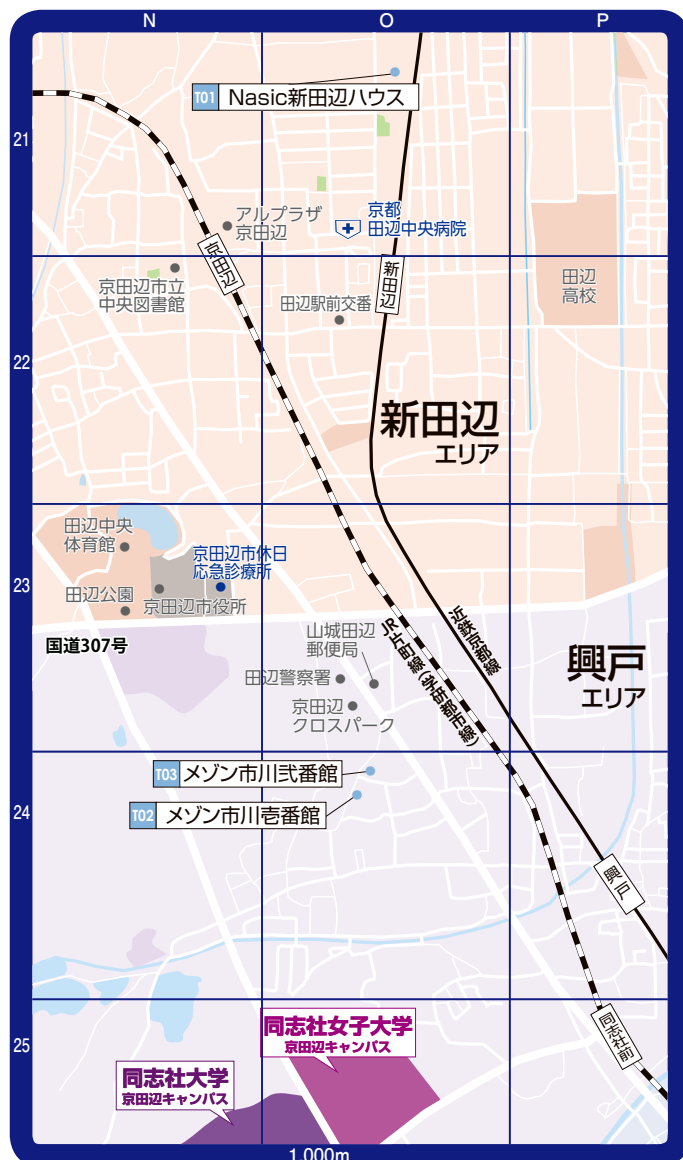 N
O
P
21
22
23
24
25
T01 Nasic新田辺ハウス
アルプラザ
京田辺
京都
田辺中央病院
京田辺
新田辺
京田辺市立
中央図書館
田辺駅前交番
田辺
高校
新田辺
エリア
田辺中央
体育館
京田辺市休日
応急診療所
田辺公園
京田辺市役所
国道307号
山城田辺
郵便局
JR片町線(学研都市線)
近鉄京都線
興戸
エリア
田辺警察署
京田辺
クロスパーク
T03 メゾン市川弐番館
T02 メゾン市川壱番館
興戸
同志社女子大学
京田辺キャンパス
同志社前
同志社大学
京田辺キャンパス
1,000m